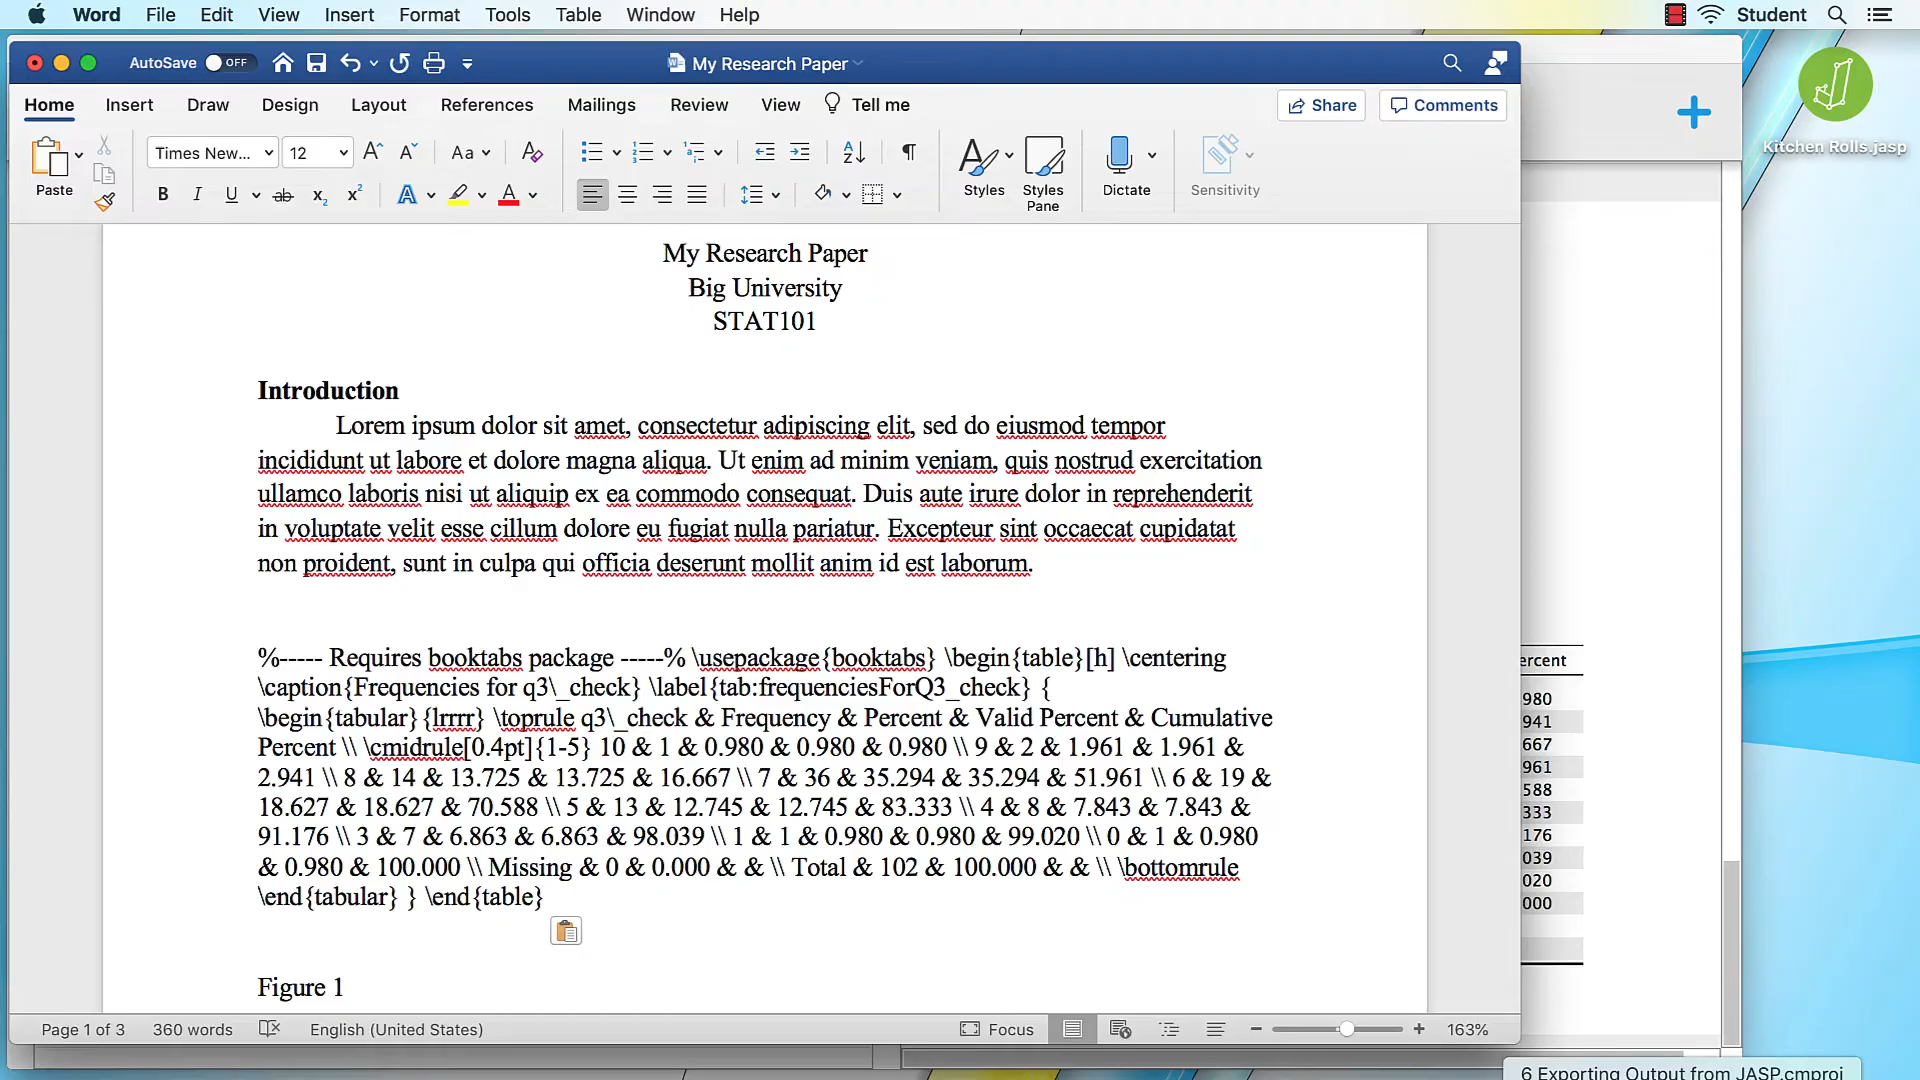 Word File Edit View Insert Format Tools Table Window Help Student
AutoSave OFF My Research Paper
Home Insert Draw Design Layout References Mailings Review View Tell me Share Comments
Kitchen Rolls.jasp
Times New... 12 Aa
Paste Styles Styles Pane Dictate Sensitivity
My Research Paper
Big University
STAT101
Introduction
Lorem ipsum dolor sit amet, consectetur adipiscing elit, sed do eiusmod tempor
incididunt ut labore et dolore magna aliqua. Ut enim ad minim veniam, quis nostrud exercitation
ullamco laboris nisi ut aliquip ex ea commodo consequat. Duis aute irure dolor in reprehenderit
in voluptate velit esse cillum dolore eu fugiat nulla pariatur. Excepteur sint occaecat cupidatat
non proident, sunt in culpa qui officia deserunt mollit anim id est laborum.
%----- Requires booktabs package -----% \usepackage{booktabs} \begin{table}[h] \centering
\caption{Frequencies for q3\_check} \label{tab:frequenciesForQ3_check} {
\begin{tabular}{lrrrr} \toprule q3\_check & Frequency & Percent & Valid Percent & Cumulative
Percent \\ \cmidrule[0.4pt]{1-5} 10 & 1 & 0.980 & 0.980 & 0.980 \\ 9 & 2 & 1.961 & 1.961 &
2.941 \\ 8 & 14 & 13.725 & 13.725 & 16.667 \\ 7 & 36 & 35.294 & 35.294 & 51.961 \\ 6 & 19 &
18.627 & 18.627 & 70.588 \\ 5 & 13 & 12.745 & 12.745 & 83.333 \\ 4 & 8 & 7.843 & 7.843 &
91.176 \\ 3 & 7 & 6.863 & 6.863 & 98.039 \\ 1 & 1 & 0.980 & 0.980 & 99.020 \\ 0 & 1 & 0.980
& 0.980 & 100.000 \\ Missing & 0 & 0.000 & & \\ Total & 102 & 100.000 & & \\ \bottomrule
\end{tabular} } \end{table}
Figure 1
ercent
980
941
667
961
588
333
176
039
020
000
Page 1 of 3 360 words English (United States) Focus 163%
6 Exporting Output from JASP.cmproj